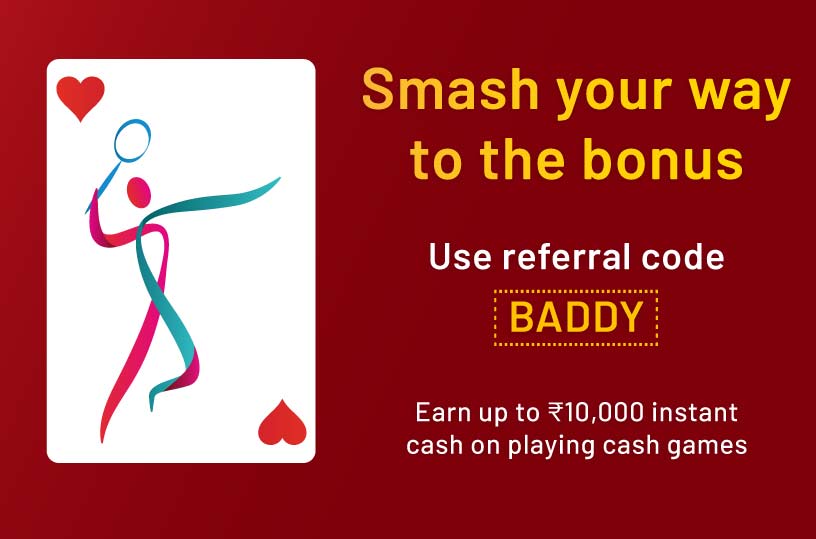 Smash your way
to the bonus
Use referral code
BADDY
Earn up to ₹10,000 instant
cash on playing cash games